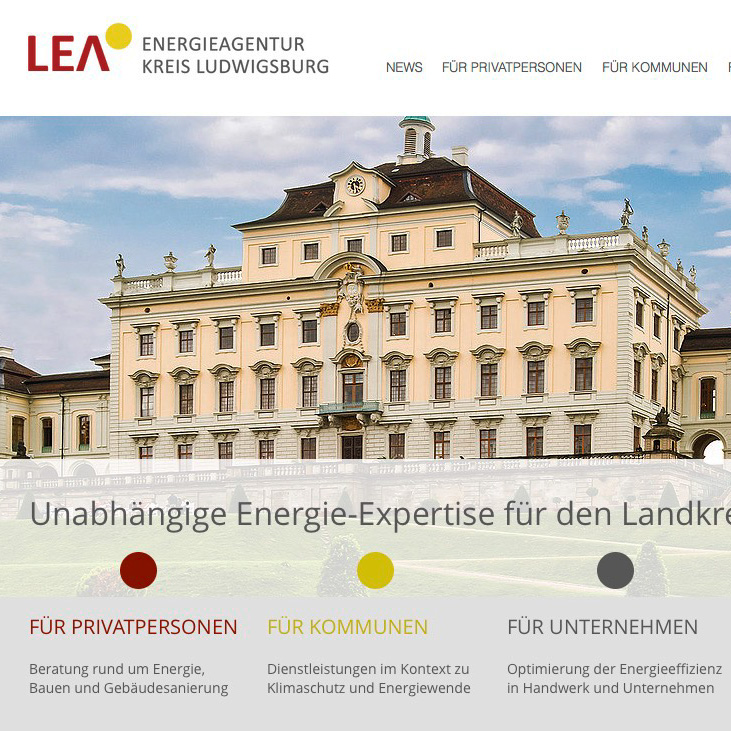 LEA
ENERGIEAGENTUR
KREIS LUDWIGSBURG
NEWS FÜR PRIVATPERSONEN FÜR KOMMUNEN
Unabhängige Energie-Expertise für den
FÜR PRIVATPERSONEN
Beratung rund um Energie,
Bauen und Gebäudesanierung
FÜR KOMMUNEN
Dienstleistungen im Kontext zu
Klimaschutz und Energiewende
FÜR UNTERNEHMEN
Optimierung der Energieeffizienz
in Handwerk und Unternehmen